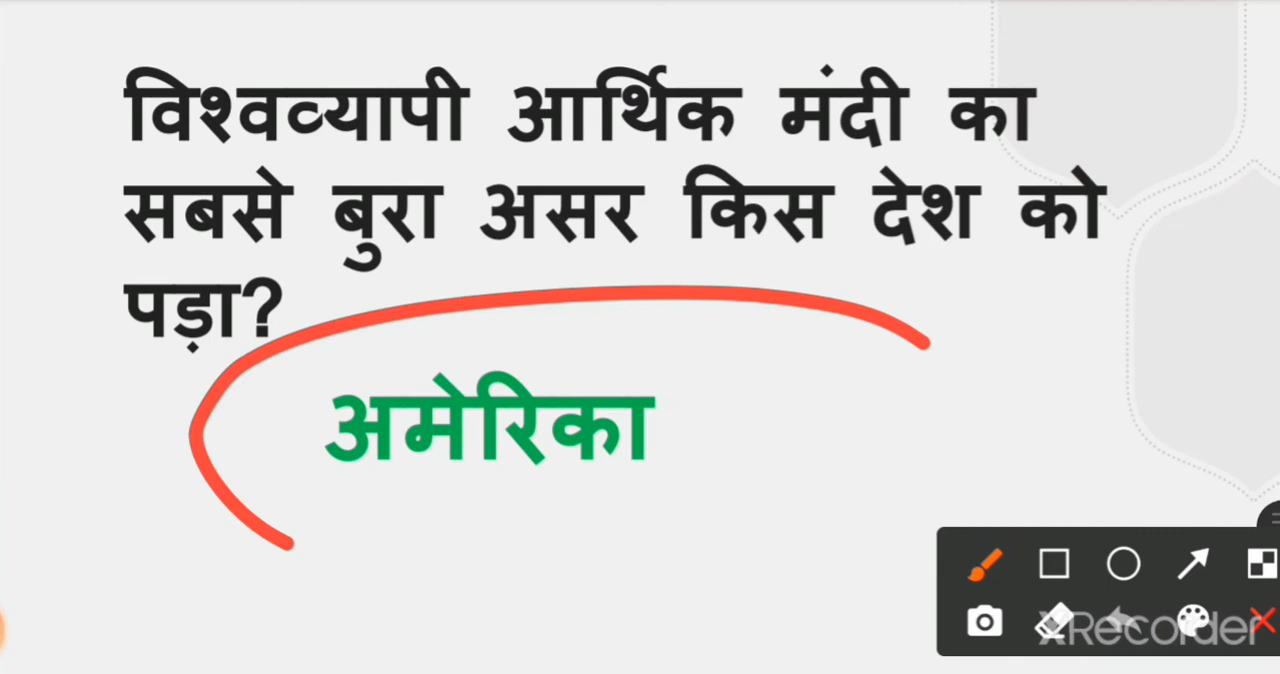 विश्वव्यापी आर्थिक मंदी का
सबसे बुरा असर किस देश को
पड़ा?
अमेरिका
XRecorder